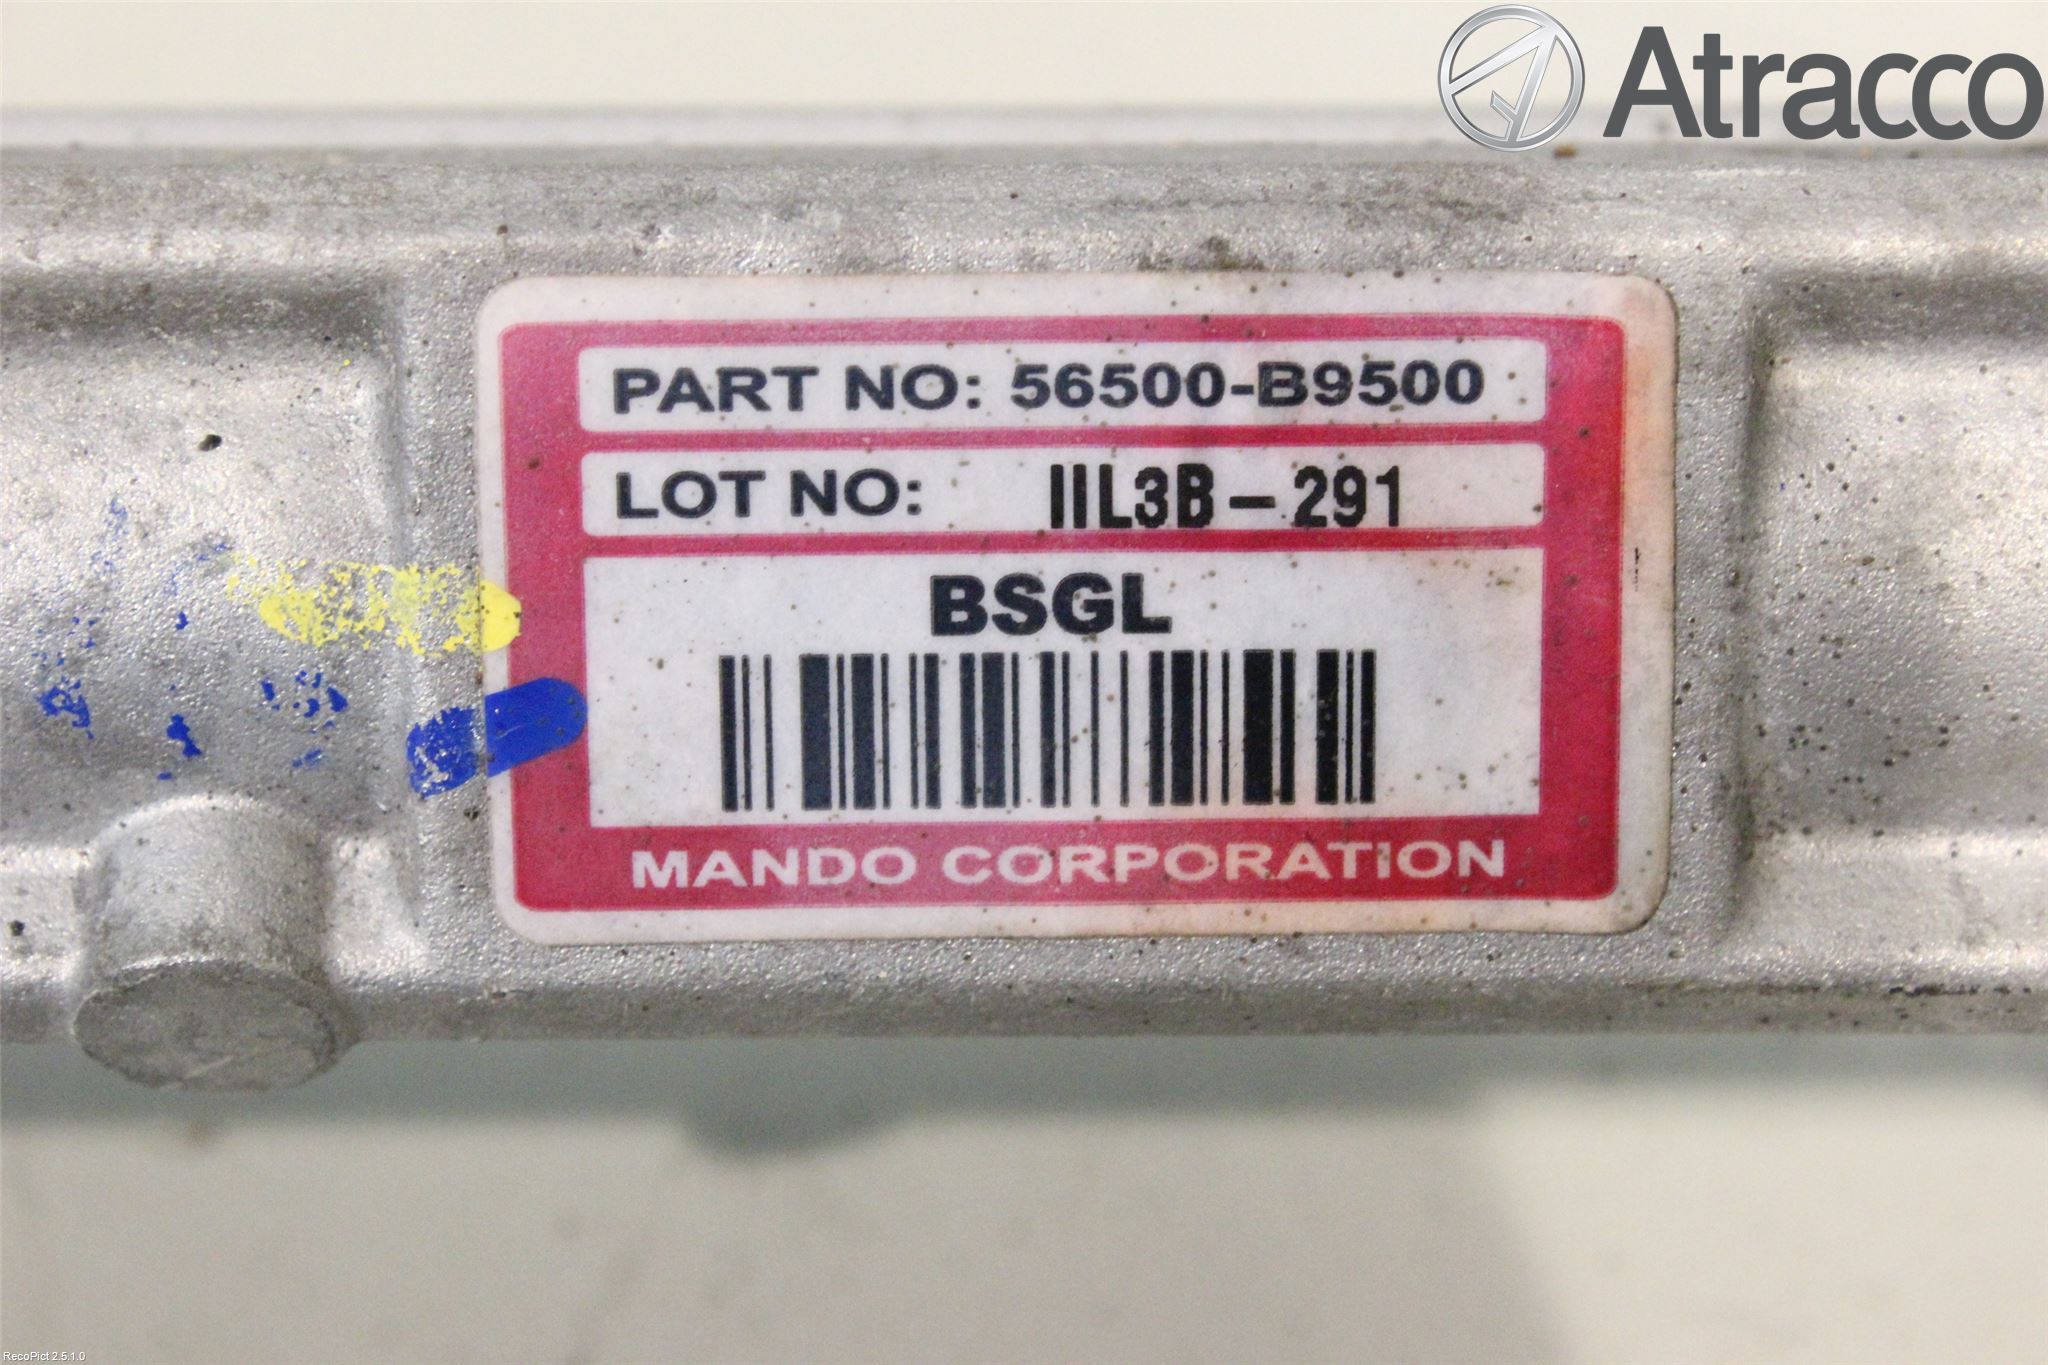 Atracco
PART NO: 56500-B9500
LOT NO: IIL3B-291
BSGL
MANDO CORPORATION
RecoPict 2.5.1.0